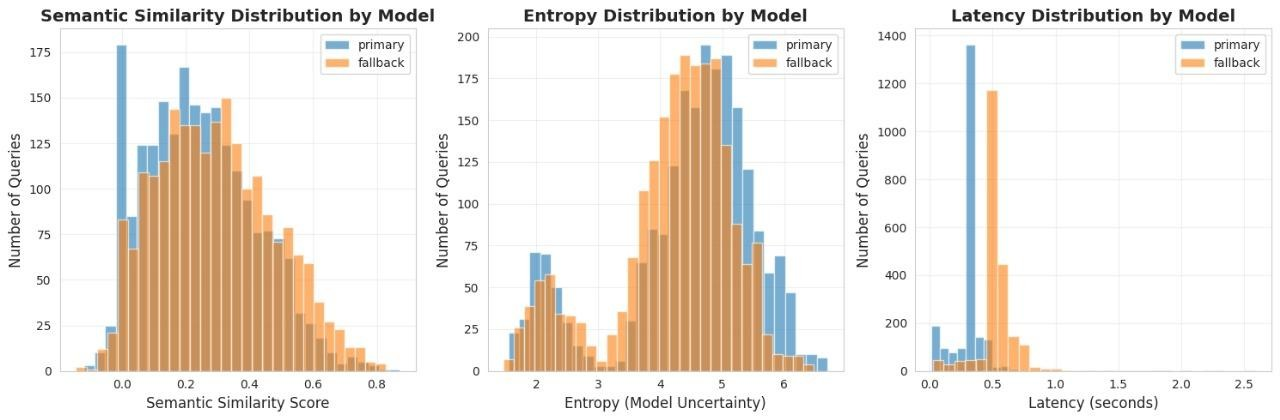 Semantic Similarity Distribution by Model
primary
fallback
175
150
125
100
75
50
25
0
Number of Queries
0.0 0.2 0.4 0.6 0.8
Semantic Similarity Score
Entropy Distribution by Model
primary
fallback
200
175
150
125
100
75
50
25
0
Number of Queries
2 3 4 5 6
Entropy (Model Uncertainty)
Latency Distribution by Model
primary
fallback
1400
1200
1000
800
600
400
200
0
Number of Queries
0.0 0.5 1.0 1.5 2.0 2.5
Latency (seconds)